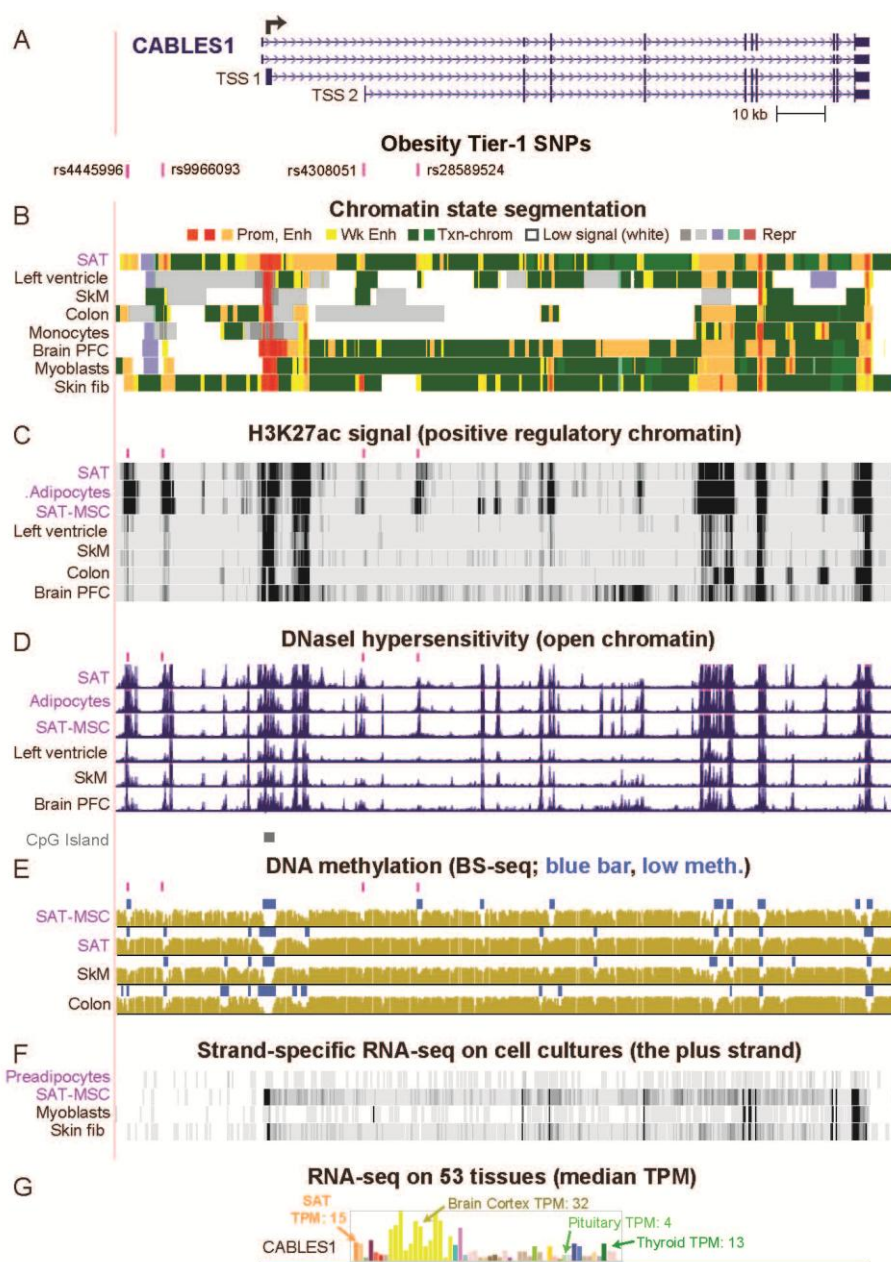 A
CABLES1
TSS 1
TSS 2
10 kb
Obesity Tier-1 SNPs
rs4445996 rs9966093 rs4308051 rs28589524
B
Chromatin state segmentation
Prom, Enh Wk Enh Txn-chrom Low signal (white) Repr
SAT
Left ventricle
SkM
Colon
Monocytes
Brain PFC
Myoblasts
Skin fib
C
H3K27ac signal (positive regulatory chromatin)
SAT
.Adipocytes
SAT-MSC
Left ventricle
SkM
Colon
Brain PFC
D
DNaseI hypersensitivity (open chromatin)
SAT
Adipocytes
SAT-MSC
Left ventricle
SkM
Brain PFC
CpG Island
E
DNA methylation (BS-seq; blue bar, low meth.)
SAT-MSC
SAT
SkM
Colon
F
Strand-specific RNA-seq on cell cultures (the plus strand)
Preadipocytes
SAT-MSC
Myoblasts
Skin fib
G
RNA-seq on 53 tissues (median TPM)
SAT
TPM: 15
Brain Cortex TPM: 32
Pituitary TPM: 4
Thyroid TPM: 13
CABLES1